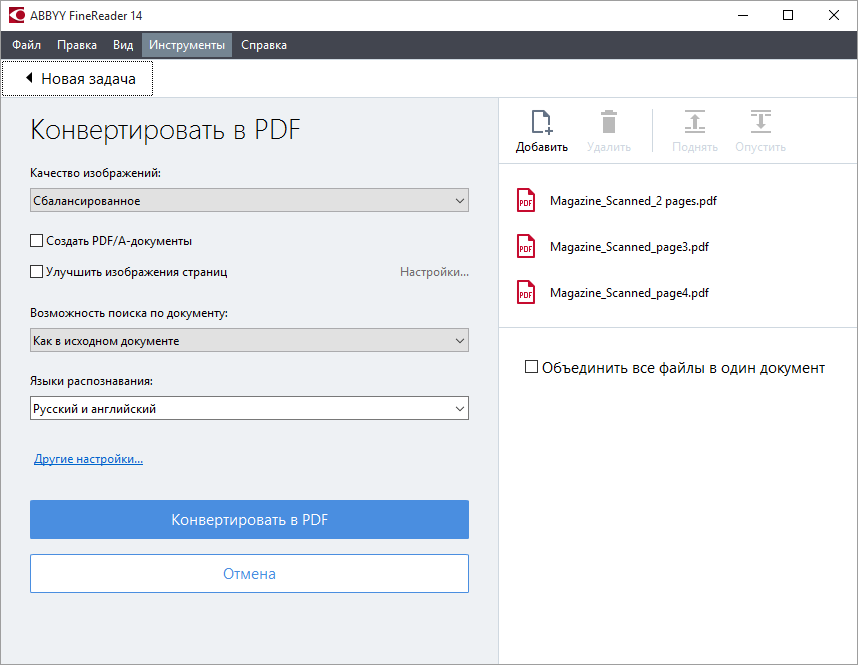 ABBYY FineReader 14
Файл Правка Вид Инструменты Справка
Новая задача
Конвертировать в PDF
Качество изображений:
Сбалансированное
Создать PDF/A-документы
Улучшить изображения страниц Настройки...
Возможность поиска по документу:
Как в исходном документе
Языки распознавания:
Русский и английский
Другие настройки...
Конвертировать в PDF
Отмена
Добавить Удалить Поднять Опустить
PDF Magazine_Scanned_2 pages.pdf
PDF Magazine_Scanned_page3.pdf
PDF Magazine_Scanned_page4.pdf
Объединить все файлы в один документ